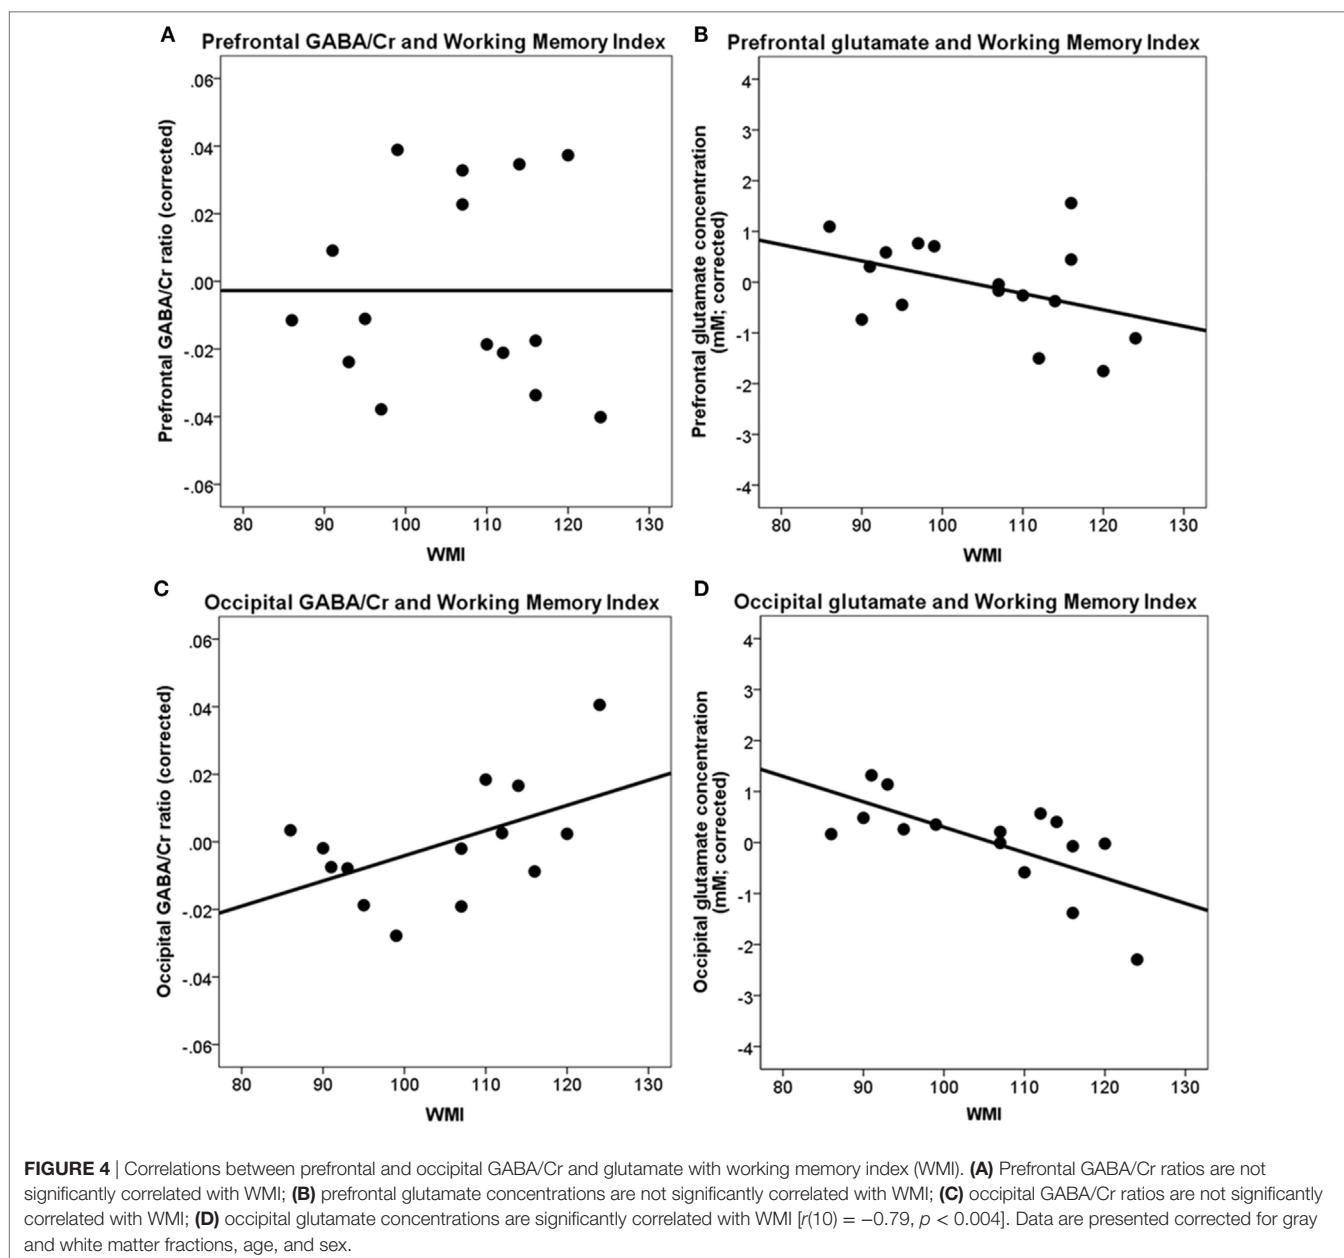 A
Prefrontal GABA/Cr and Working Memory Index
Prefrontal GABA/Cr ratio (corrected)
.06
.04
.02
.00
-.02
-.04
-.06
80 90 100 110 120 130
WMI
B
Prefrontal glutamate and Working Memory Index
Prefrontal glutamate concentration
(mM; corrected)
4
3
2
1
0
-1
-2
-3
-4
80 90 100 110 120 130
WMI
C
Occipital GABA/Cr and Working Memory Index
Occipital GABA/Cr ratio (corrected)
.06
.04
.02
.00
-.02
-.04
-.06
80 90 100 110 120 130
WMI
D
Occipital glutamate and Working Memory Index
Occipital glutamate concentration
(mM; corrected)
4
3
2
1
0
-1
-2
-3
-4
80 90 100 110 120 130
WMI
FIGURE 4 | Correlations between prefrontal and occipital GABA/Cr and glutamate with working memory index (WMI). (A) Prefrontal GABA/Cr ratios are not
significantly correlated with WMI; (B) prefrontal glutamate concentrations are not significantly correlated with WMI; (C) occipital GABA/Cr ratios are not significantly
correlated with WMI; (D) occipital glutamate concentrations are significantly correlated with WMI [r(10) = −0.79, p < 0.004]. Data are presented corrected for gray
and white matter fractions, age, and sex.